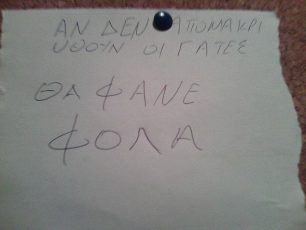 ΑΝ ΔΕΝ ΑΠΟΜΑΚΡΙ
ΝΘΟΥΝ ΟΙ ΓΑΤΕΣ
ΘΑ ΦΑΝΕ
ΦΟΛΑ